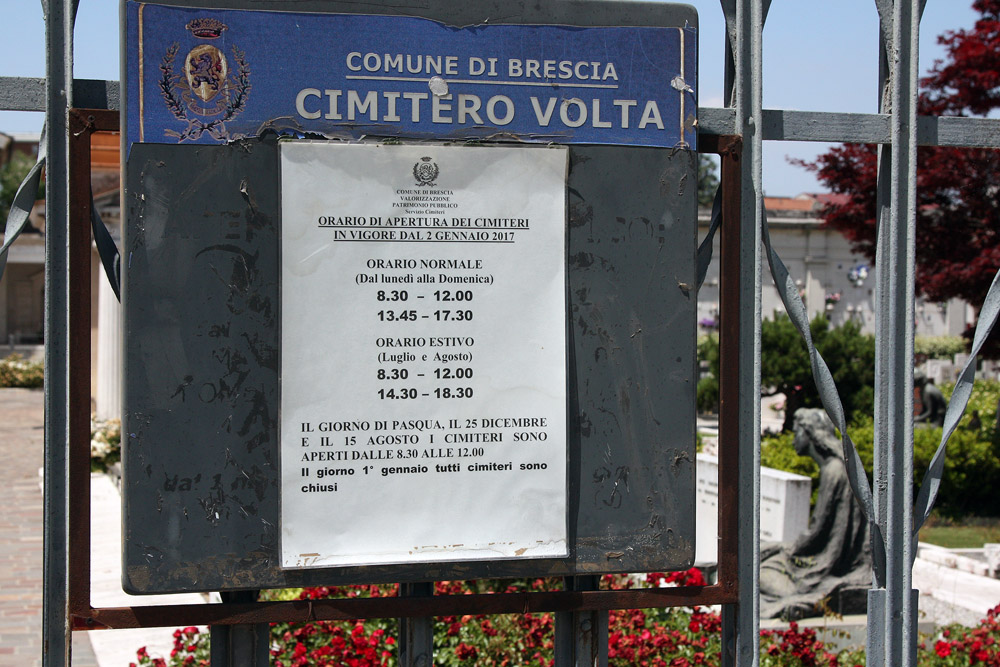 COMUNE DI BRESCIA
CIMITERO VOLTA
COMUNE DI BRESCIA
VALORIZZAZIONE
PATRIMONIO PUBBLICO
Servizio Cimiteri
ORARIO DI APERTURA DEI CIMITERI
IN VIGORE DAL 2 GENNAIO 2017
ORARIO NORMALE
(Dal lunedì alla Domenica)
8.30 – 12.00
13.45 – 17.30
ORARIO ESTIVO
(Luglio e Agosto)
8.30 – 12.00
14.30 – 18.30
IL GIORNO DI PASQUA, IL 25 DICEMBRE
E IL 15 AGOSTO I CIMITERI SONO
APERTI DALLE 8.30 ALLE 12.00
Il giorno 1° gennaio tutti cimiteri sono
chiusi